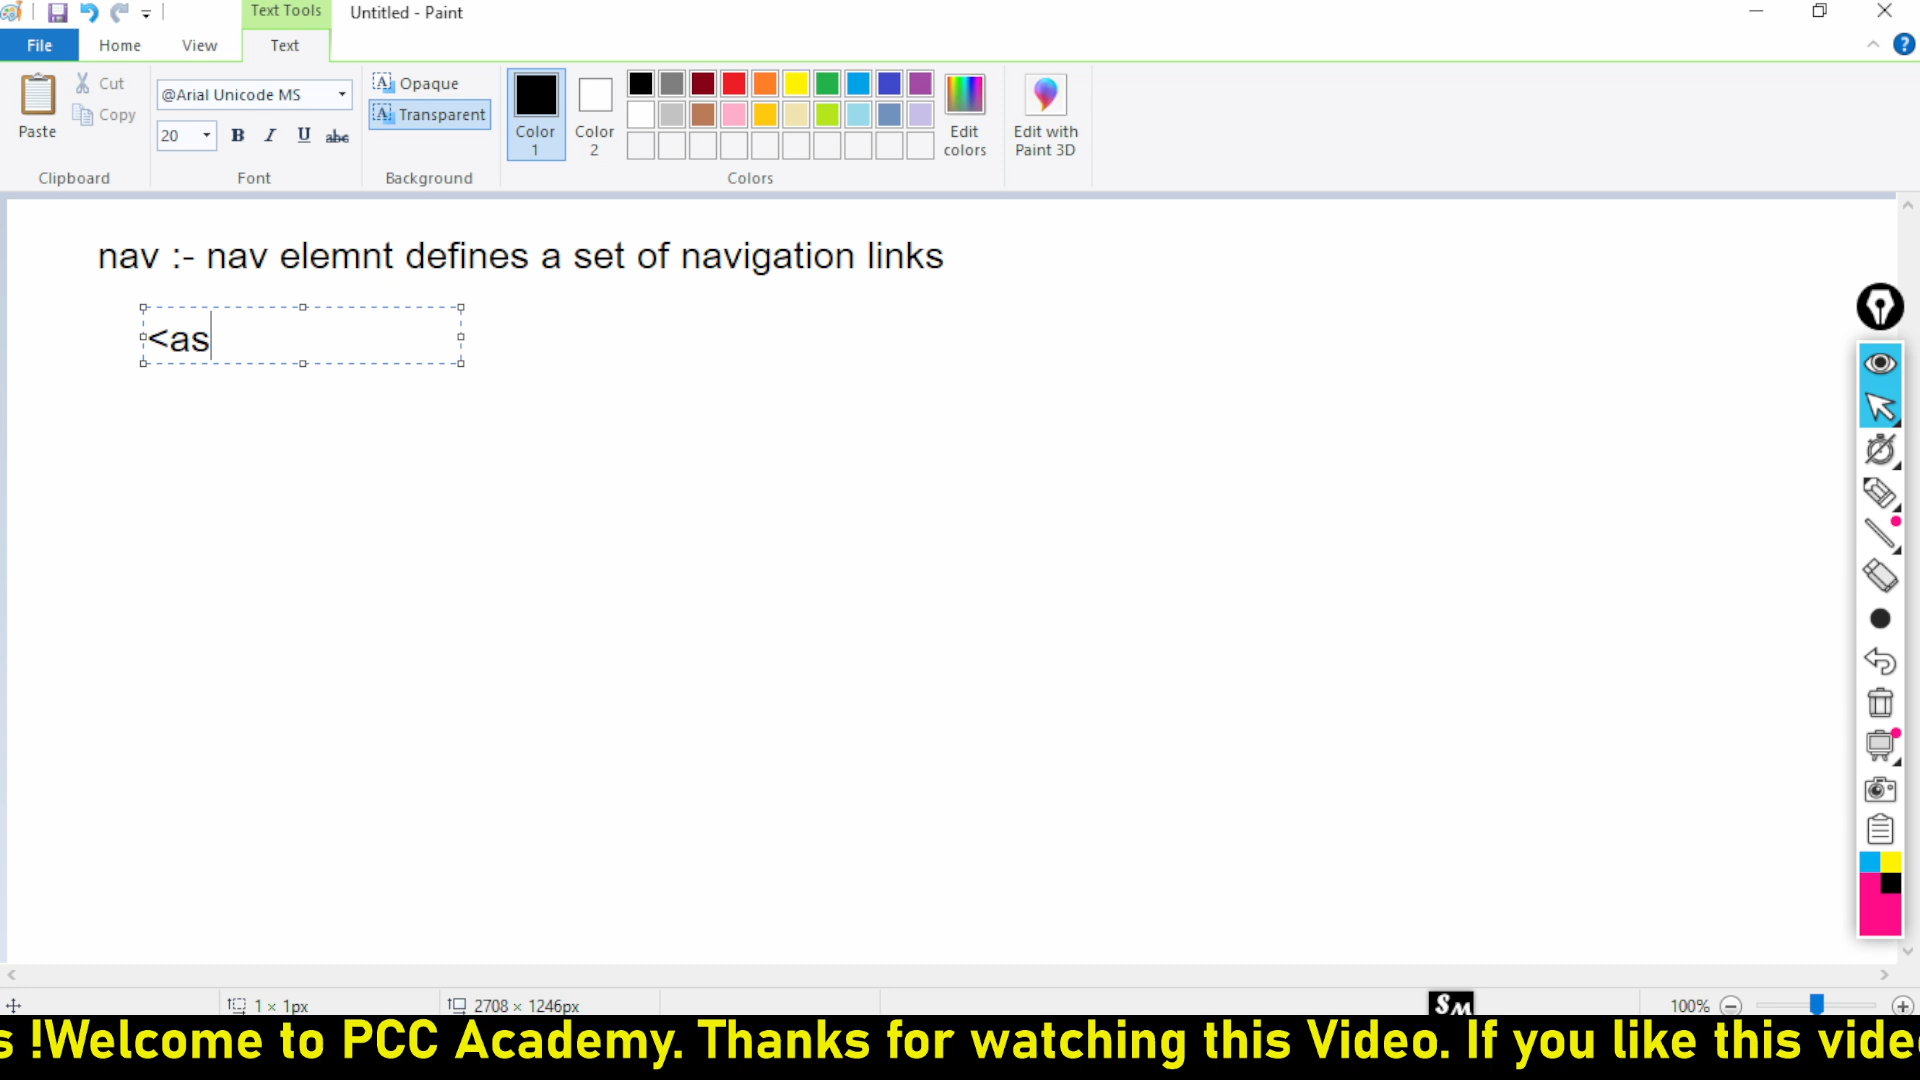 Text Tools
Untitled - Paint
File
Home
View
Text
Paste
Cut
Copy
Clipboard
@Arial Unicode MS
20
B
I
U
abc
Font
Opaque
Transparent
Background
Color
1
Color
2
Colors
Edit
colors
Edit with
Paint 3D
nav :- nav elemnt defines a set of navigation links
<as
1 × 1px
2708 × 1246px
SM
100%
s !Welcome to PCC Academy. Thanks for watching this Video. If you like this vide